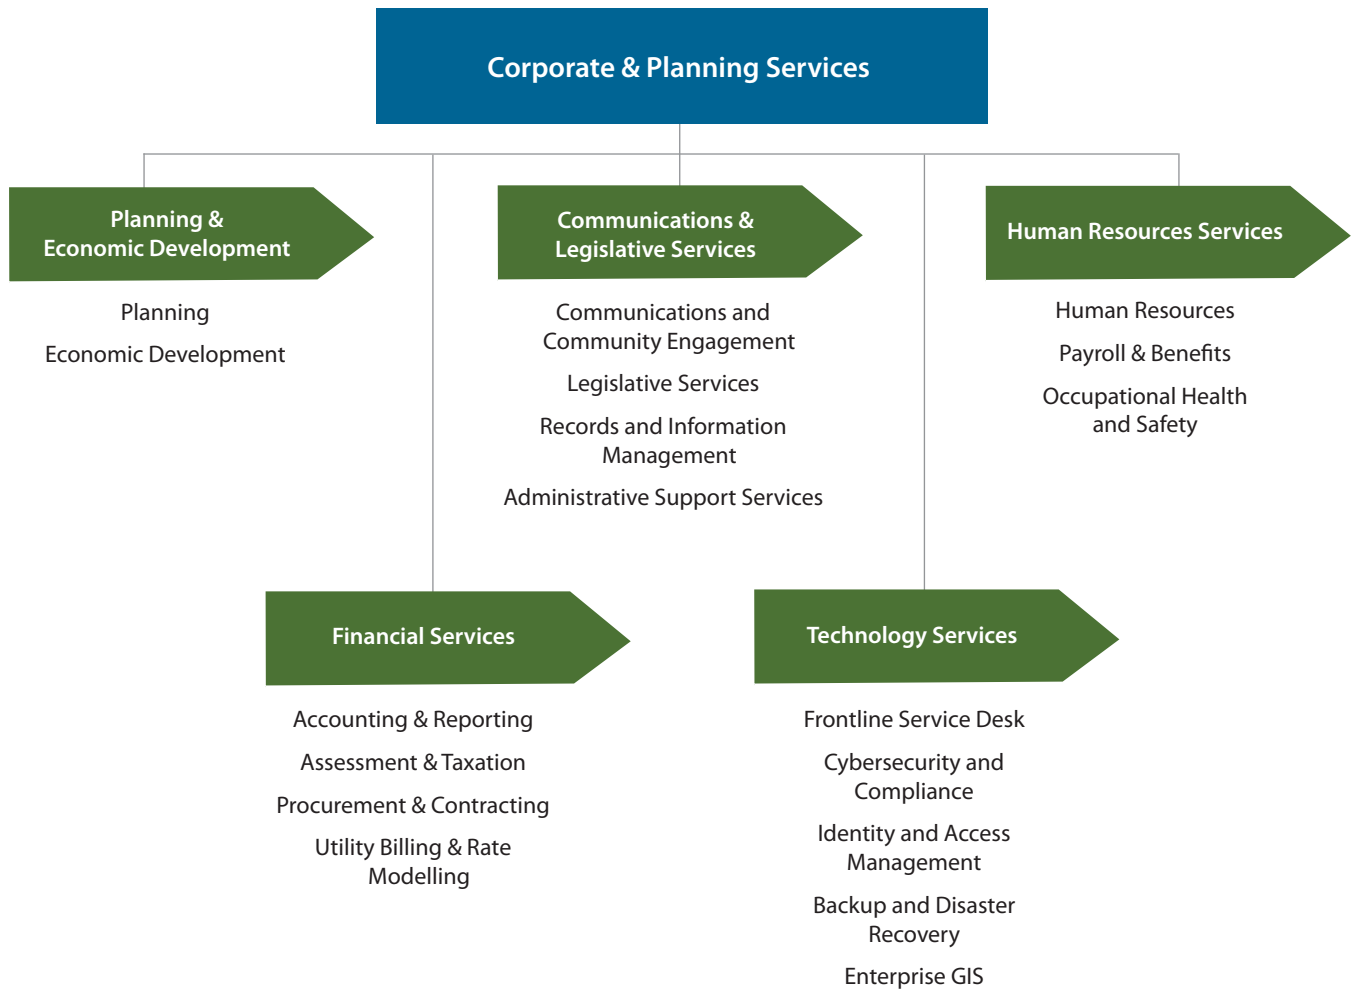 Corporate & Planning Services
Planning &
Economic Development
Planning
Economic Development
Communications &
Legislative Services
Communications and
Community Engagement
Legislative Services
Records and Information
Management
Administrative Support Services
Human Resources Services
Human Resources
Payroll & Benefits
Occupational Health
and Safety
Financial Services
Accounting & Reporting
Assessment & Taxation
Procurement & Contracting
Utility Billing & Rate
Modelling
Technology Services
Frontline Service Desk
Cybersecurity and
Compliance
Identity and Access
Management
Backup and Disaster
Recovery
Enterprise GIS